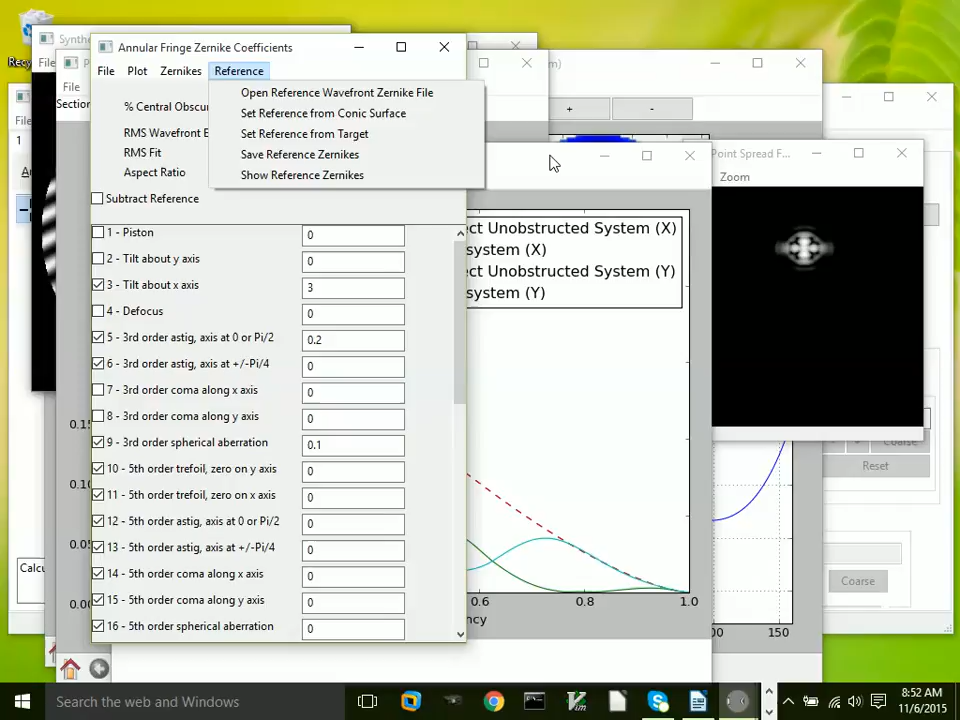 Recy
Synthe
File
P
File
Section
File
1
Au
Calcu
0.1
0.10
0.05
0.00
Annular Fringe Zernike Coefficients
File Plot Zernikes Reference
Open Reference Wavefront Zernike File
Set Reference from Conic Surface
Set Reference from Target
Save Reference Zernikes
Show Reference Zernikes
% Central Obscur
RMS Wavefront E
RMS Fit
Aspect Ratio
Subtract Reference
1 - Piston 0
2 - Tilt about y axis 0
3 - Tilt about x axis 3
4 - Defocus 0
5 - 3rd order astig, axis at 0 or Pi/2 0.2
6 - 3rd order astig, axis at +/-Pi/4 0
7 - 3rd order coma along x axis 0
8 - 3rd order coma along y axis 0
9 - 3rd order spherical aberration 0.1
10 - 5th order trefoil, zero on y axis 0
11 - 5th order trefoil, zero on x axis 0
12 - 5th order astig, axis at 0 or Pi/2 0
13 - 5th order astig, axis at +/-Pi/4 0
14 - 5th order coma along x axis 0
15 - 5th order coma along y axis 0
16 - 5th order spherical aberration 0
m)
+ -
ect Unobstructed System (X)
system (X)
ect Unobstructed System (Y)
system (Y)
0.6 0.8 1.0
ency
Point Spread F...
Zoom
00 150
Coarse
Reset
Coarse
Search the web and Windows
8:52 AM
11/6/2015